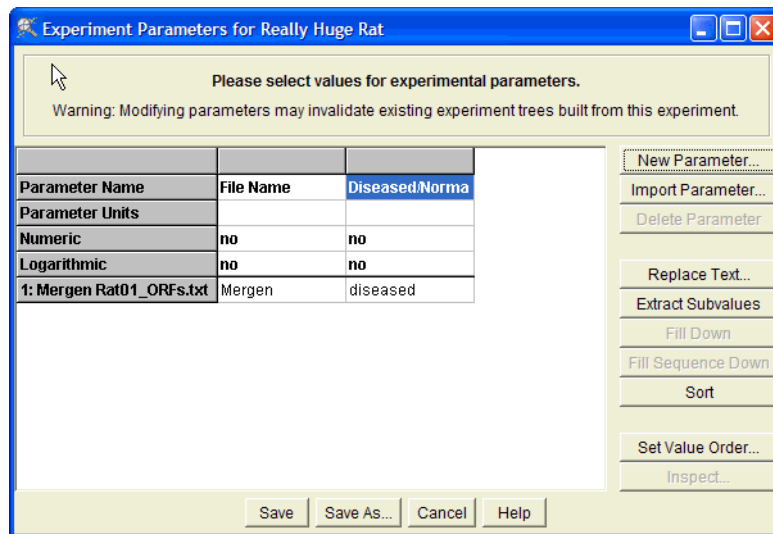 Experiment Parameters for Really Huge Rat
Please select values for experimental parameters.
Warning: Modifying parameters may invalidate existing experiment trees built from this experiment.
Parameter Name File Name Diseased/Norma
Parameter Units
Numeric no no
Logarithmic no no
1: Mergen Rat01_ORFs.txt Mergen diseased
New Parameter...
Import Parameter...
Delete Parameter
Replace Text...
Extract Subvalues
Fill Down
Fill Sequence Down
Sort
Set Value Order...
Inspect...
Save Save As... Cancel Help